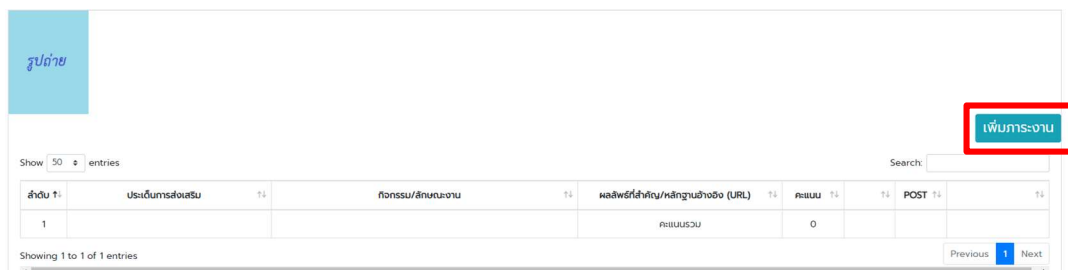 รูปถ่าย
เพิ่มภาระงาน
Show 50 entries
Search:
ลำดับ ประเด็นการส่งเสริม กิจกรรม/ลักษณะงาน ผลลัพธ์ที่สำคัญ/หลักฐานอ้างอิง (URL) คะแนน POST
1 คะแนนรวม 0
Showing 1 to 1 of 1 entries
Previous 1 Next